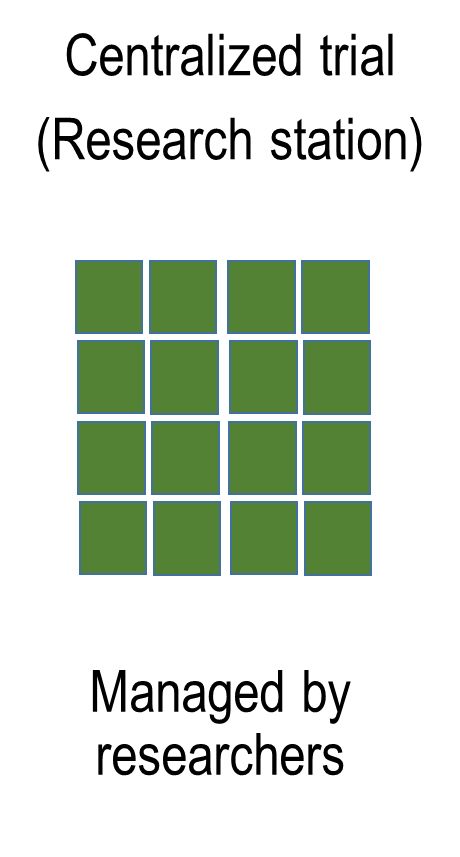 Centralized trial
(Research station)
Managed by
researchers